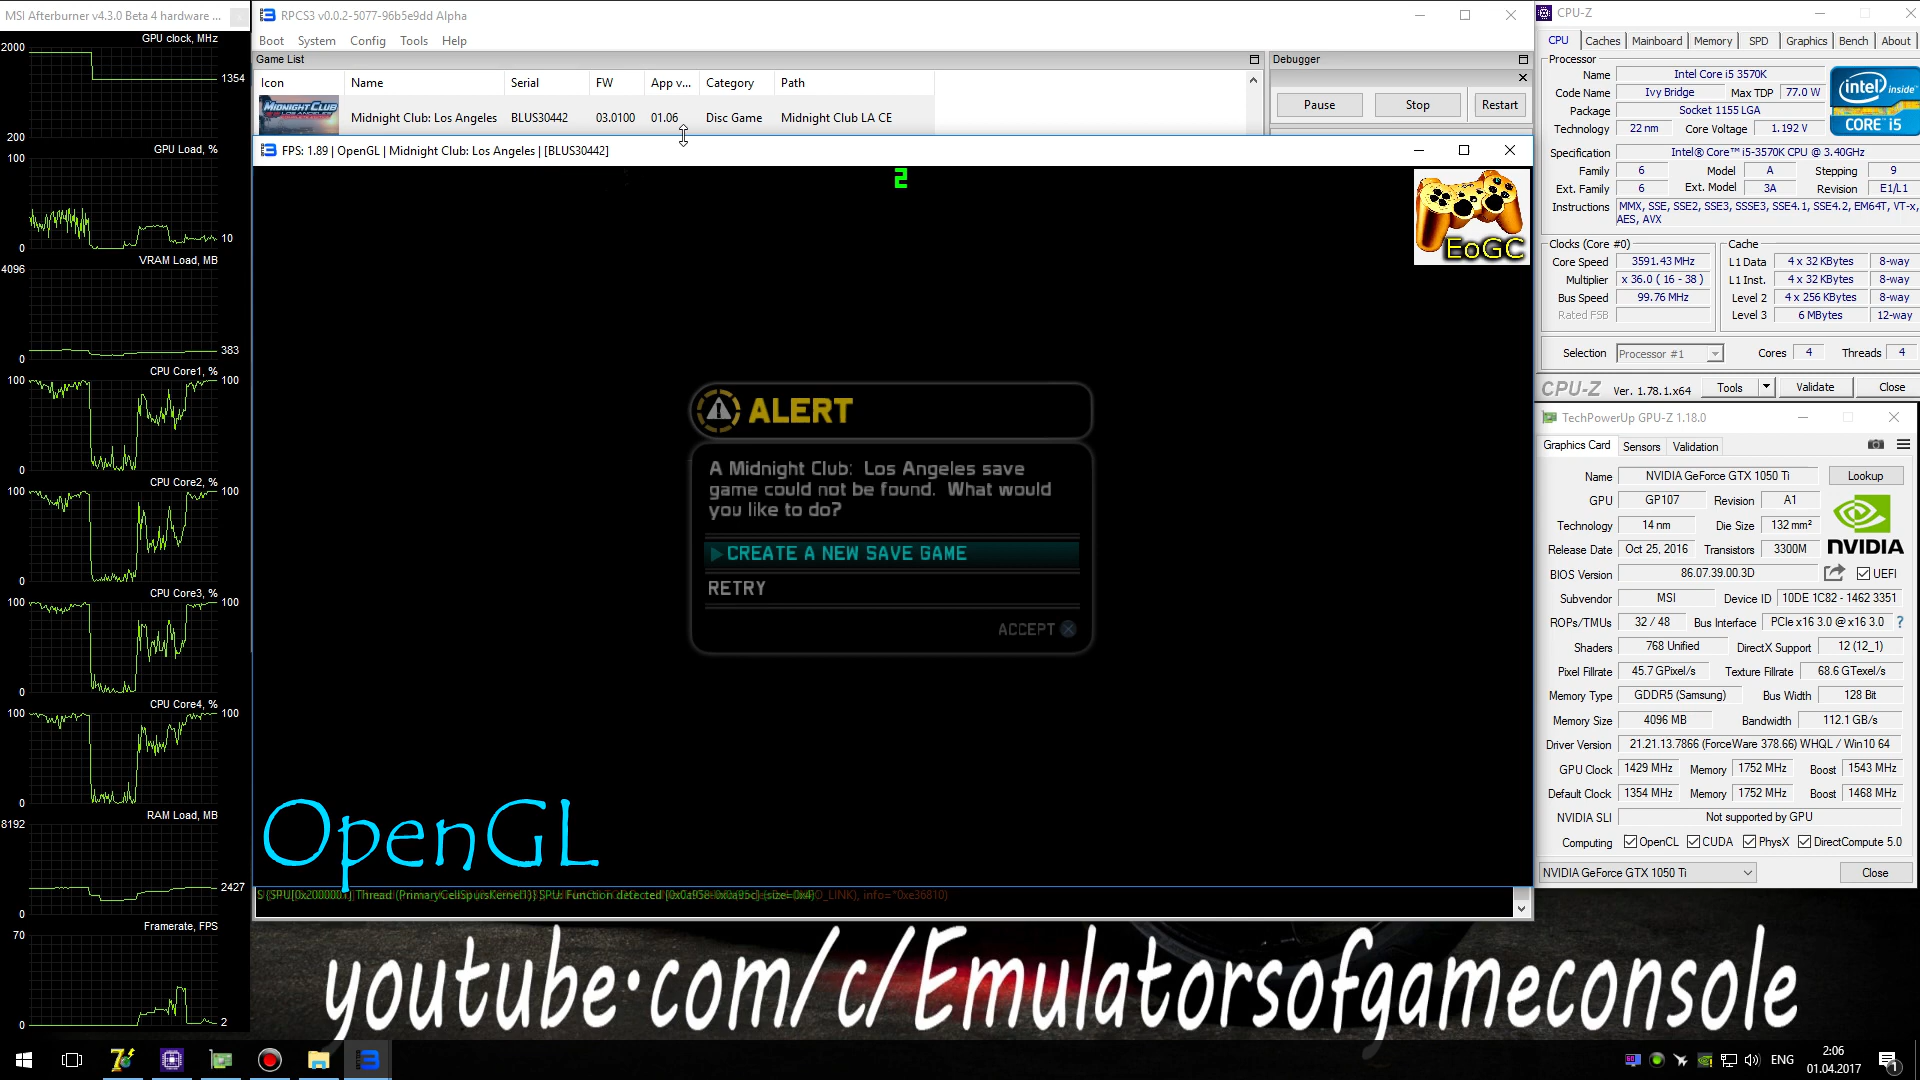 MSI Afterburner v4.3.0 Beta 4 hardware ...
GPU clock, MHz
2000
1354
200
GPU Load, %
100
10
0
VRAM Load, MB
4096
383
0
CPU Core1, %
100
100
0
CPU Core2, %
100
100
0
CPU Core3, %
100
100
0
CPU Core4, %
100
100
0
RAM Load, MB
8192
2427
0
Framerate, FPS
70
2
0
RPCS3 v0.0.2-5077-96b5e9dd Alpha
Boot System Config Tools Help
Game List
Icon Name Serial FW App v... Category Path
MIDNIGHT CLUB
Midnight Club: Los Angeles BLUS30442 03.0100 01.06 Disc Game Midnight Club LA CE
Debugger
Pause Stop Restart
FPS: 1.89 | OpenGL | Midnight Club: Los Angeles | [BLUS30442]
2
EoGC
ALERT
A Midnight Club: Los Angeles save
game could not be found. What would
you like to do?
CREATE A NEW SAVE GAME
RETRY
ACCEPT
OpenGL
youtube.com/c/Emulatorsofgameconsole
CPU-Z
CPU Caches Mainboard Memory SPD Graphics Bench About
Processor
Name Intel Core i5 3570K
Code Name Ivy Bridge Max TDP 77.0 W
Package Socket 1155 LGA
Technology 22 nm Core Voltage 1.192 V
intel inside™
CORE™ i5
Specification Intel® Core™ i5-3570K CPU @ 3.40GHz
Family 6 Model A Stepping 9
Ext. Family 6 Ext. Model 3A Revision E1/L1
Instructions MMX, SSE, SSE2, SSE3, SSSE3, SSE4.1, SSE4.2, EM64T, VT-x,
AES, AVX
Clocks (Core #0) Cache
Core Speed 3591.43 MHz L1 Data 4 x 32 KBytes 8-way
Multiplier x 36.0 ( 16 - 38 ) L1 Inst. 4 x 32 KBytes 8-way
Bus Speed 99.76 MHz Level 2 4 x 256 KBytes 8-way
Rated FSB Level 3 6 MBytes 12-way
Selection Processor #1 Cores 4 Threads 4
CPU-Z Ver. 1.78.1.x64 Tools Validate Close
TechPowerUp GPU-Z 1.18.0
Graphics Card Sensors Validation
Name NVIDIA GeForce GTX 1050 Ti Lookup
GPU GP107 Revision A1
Technology 14 nm Die Size 132 mm²
Release Date Oct 25, 2016 Transistors 3300M
NVIDIA
BIOS Version 86.07.39.00.3D UEFI
Subvendor MSI Device ID 10DE 1C82 - 1462 3351
ROPs/TMUs 32 / 48 Bus Interface PCIe x16 3.0 @ x16 3.0 ?
Shaders 768 Unified DirectX Support 12 (12_1)
Pixel Fillrate 45.7 GPixel/s Texture Fillrate 68.6 GTexel/s
Memory Type GDDR5 (Samsung) Bus Width 128 Bit
Memory Size 4096 MB Bandwidth 112.1 GB/s
Driver Version 21.21.13.7866 (ForceWare 378.66) WHQL / Win10 64
GPU Clock 1429 MHz Memory 1752 MHz Boost 1543 MHz
Default Clock 1354 MHz Memory 1752 MHz Boost 1468 MHz
NVIDIA SLI Not supported by GPU
Computing OpenCL CUDA PhysX DirectCompute 5.0
NVIDIA GeForce GTX 1050 Ti Close
ENG
2:06
01.04.2017
1